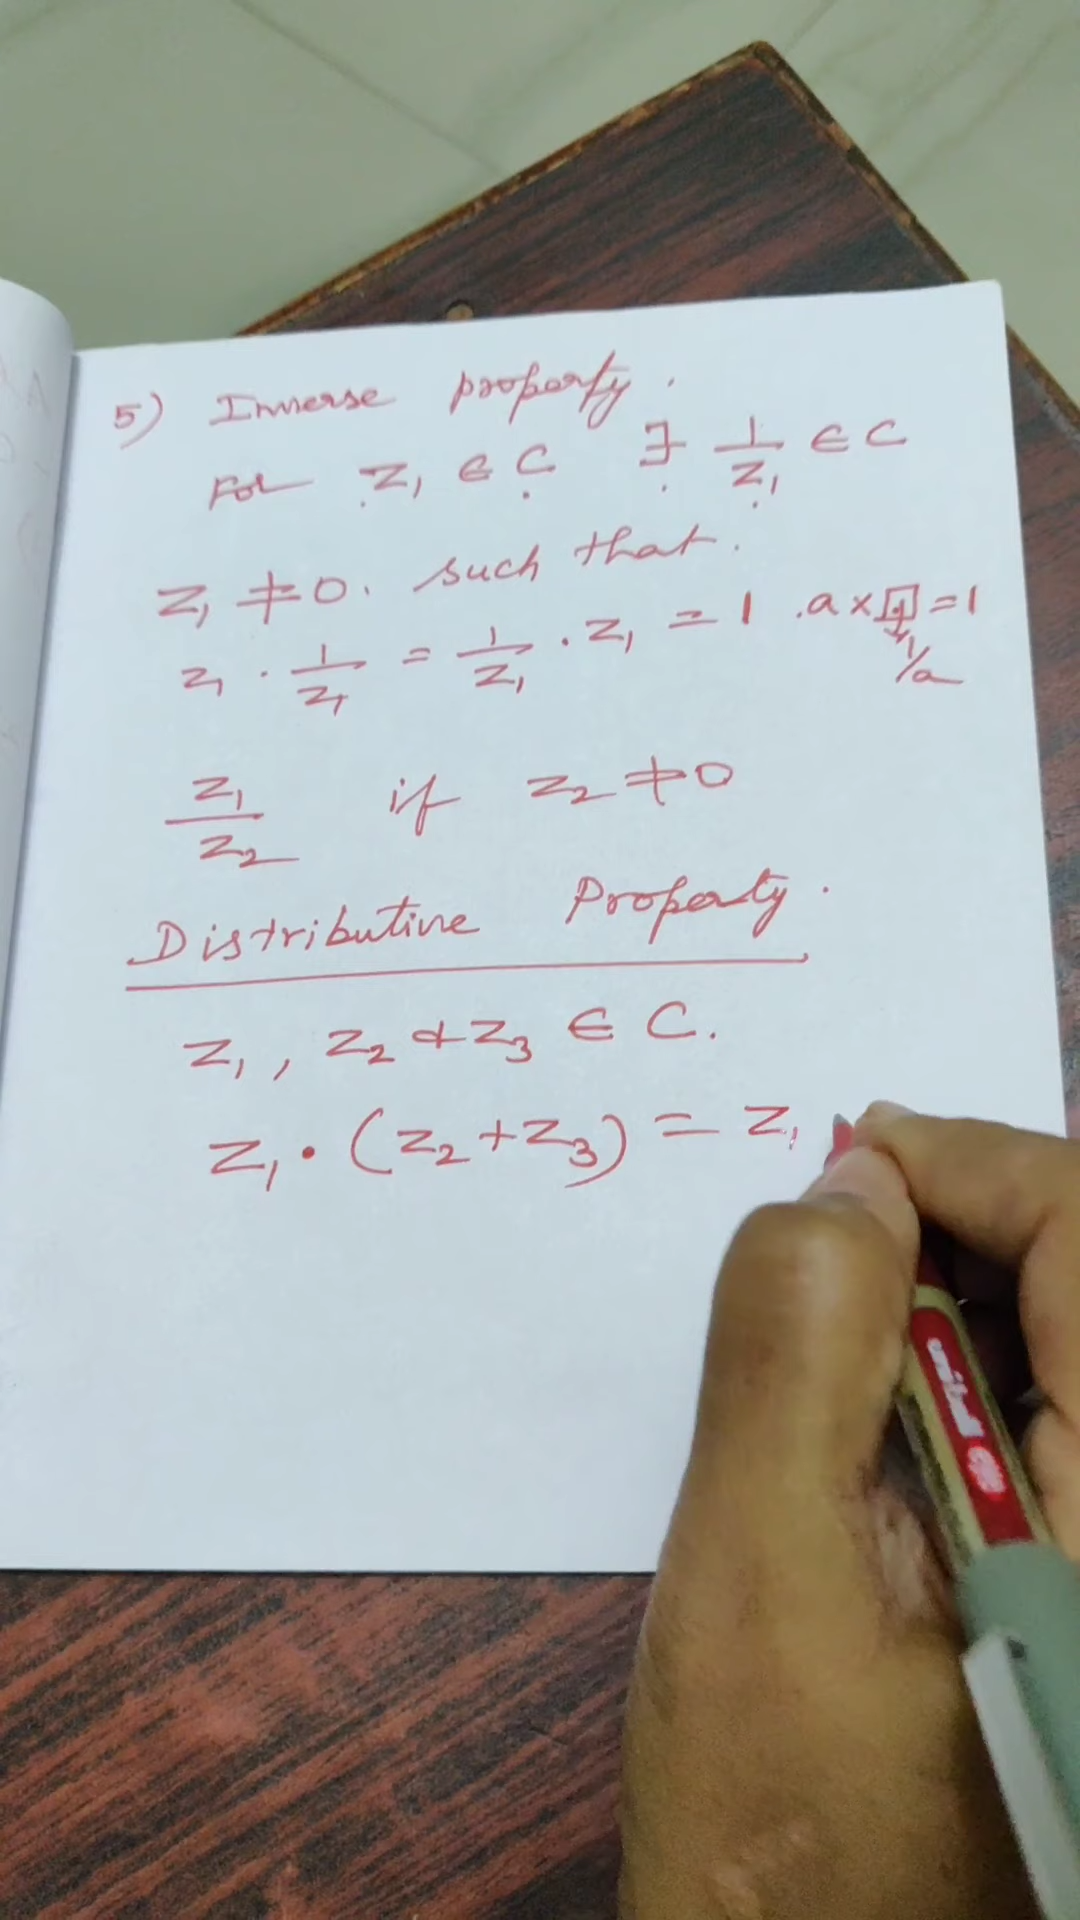 5) Inverse property.
For Z₁ ∈ C ∃ 1/Z₁ ∈ C
Z₁ ≠ 0. such that.
Z₁ · 1/Z₁ = 1/Z₁ · Z₁ = 1 . a × = 1
1/a
Z₁/Z₂ if Z₂ ≠ 0
Distributive Property.
Z₁, Z₂ & Z₃ ∈ C.
Z₁ · (Z₂ + Z₃) = Z₁